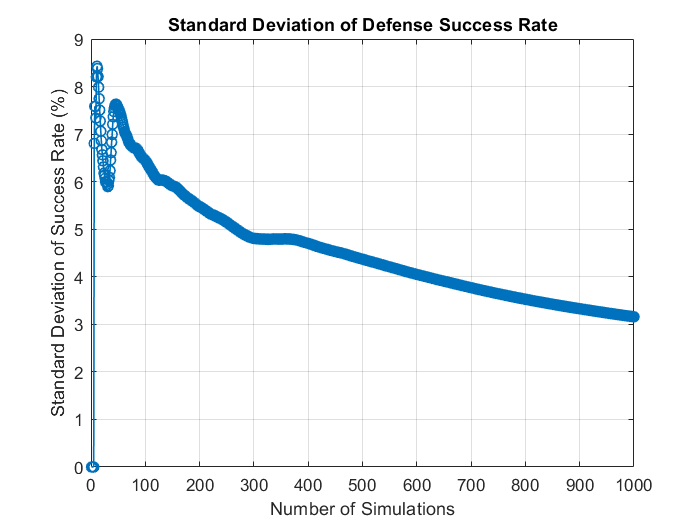 Standard Deviation of Defense Success Rate
Standard Deviation of Success Rate (%)
9
8
7
6
5
4
3
2
1
0
0 100 200 300 400 500 600 700 800 900 1000
Number of Simulations